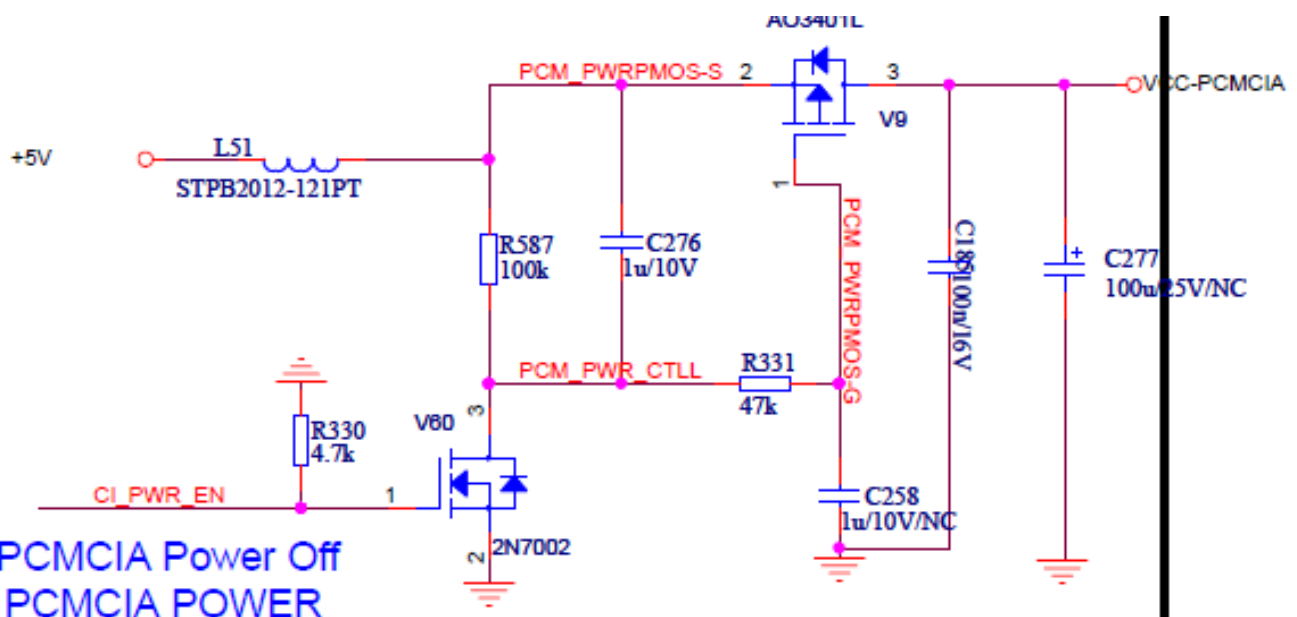 AO3401L
PCM_PWRPMOS-S
2
3
VCC-PCMCIA
V9
+5V
L51
STPB2012-121PT
1
R587
100k
C276
1u/10V
PCM_PWRPMOS-G
100n/16V
C277
100u/25V/NC
PCM_PWR_CTLL
R331
47k
3
V60
R330
4.7k
CI_PWR_EN
1
C258
1u/10V/NC
2
2N7002
PCMCIA Power Off
PCMCIA POWER